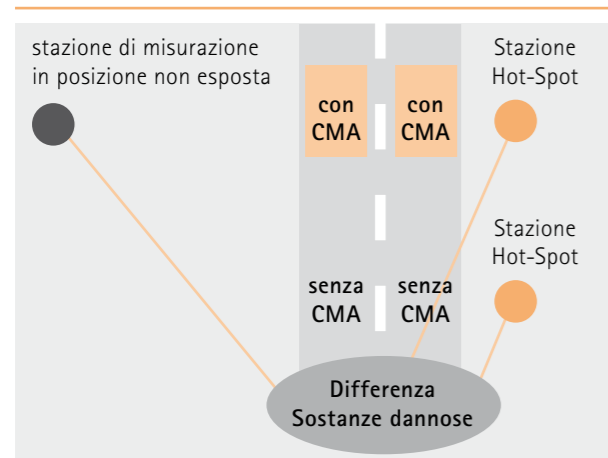 stazione di misurazione
in posizione non esposta
Stazione
Hot-Spot
con
CMA
con
CMA
Stazione
Hot-Spot
senza
CMA
senza
CMA
Differenza
Sostanze dannose